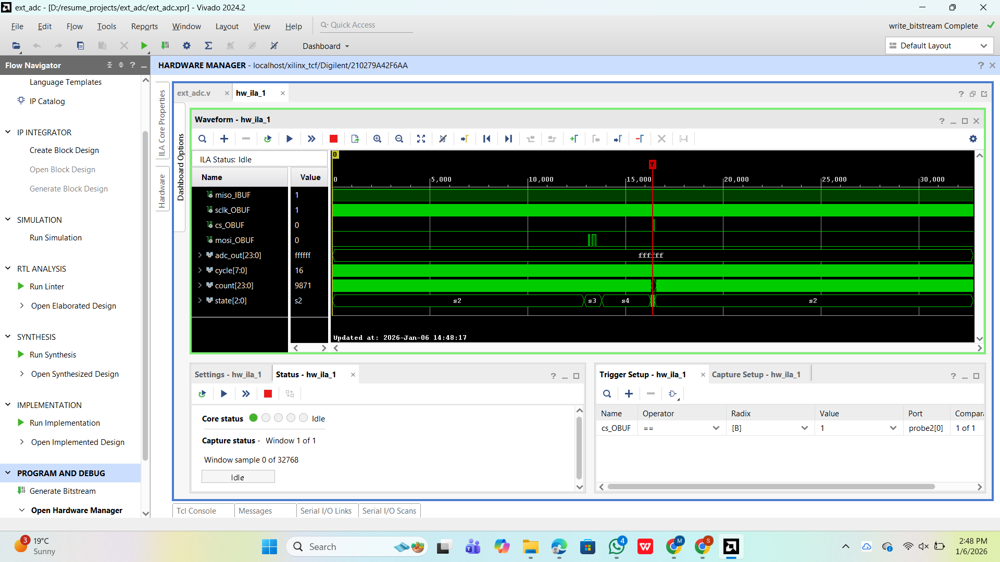 ext_adc - [D:/resume_projects/ext_adc/ext_adc.xpr] - Vivado 2024.2
File Edit Flow Tools Reports Window Layout View Help Quick Access
write_bitstream Complete
Dashboard
Default Layout
Flow Navigator
Language Templates
IP Catalog
IP INTEGRATOR
Create Block Design
Open Block Design
Generate Block Design
SIMULATION
Run Simulation
RTL ANALYSIS
Run Linter
Open Elaborated Design
SYNTHESIS
Run Synthesis
Open Synthesized Design
IMPLEMENTATION
Run Implementation
Open Implemented Design
PROGRAM AND DEBUG
Generate Bitstream
Open Hardware Manager
HARDWARE MANAGER - localhost/xilinx_tcf/Digilent/210279A42F6AA
ILA Core Properties
Hardware
Dashboard Options
ext_adc.v hw_ila_1
Waveform - hw_ila_1
ILA Status: Idle
Name Value
miso_IBUF 1
sclk_OBUF 1
cs_OBUF 0
mosi_OBUF 0
adc_out[23:0] ffffff
cycle[7:0] 16
count[23:0] 9871
state[2:0] s2
0
T
0 5,000 10,000 15,000 20,000 25,000 30,000
ffffff
s2 s3 s4 s2
Updated at: 2026-Jan-06 14:48:17
Settings - hw_ila_1 Status - hw_ila_1
Core status Idle
Capture status - Window 1 of 1
Window sample 0 of 32768
Idle
Trigger Setup - hw_ila_1 Capture Setup - hw_ila_1
Name Operator Radix Value Port Compar
cs_OBUF == [B] 1 probe2[0] 1 of 1
Tcl Console Messages Serial I/O Links Serial I/O Scans
3
19°C
Sunny
Search
4
M
S
2:48 PM
1/6/2026